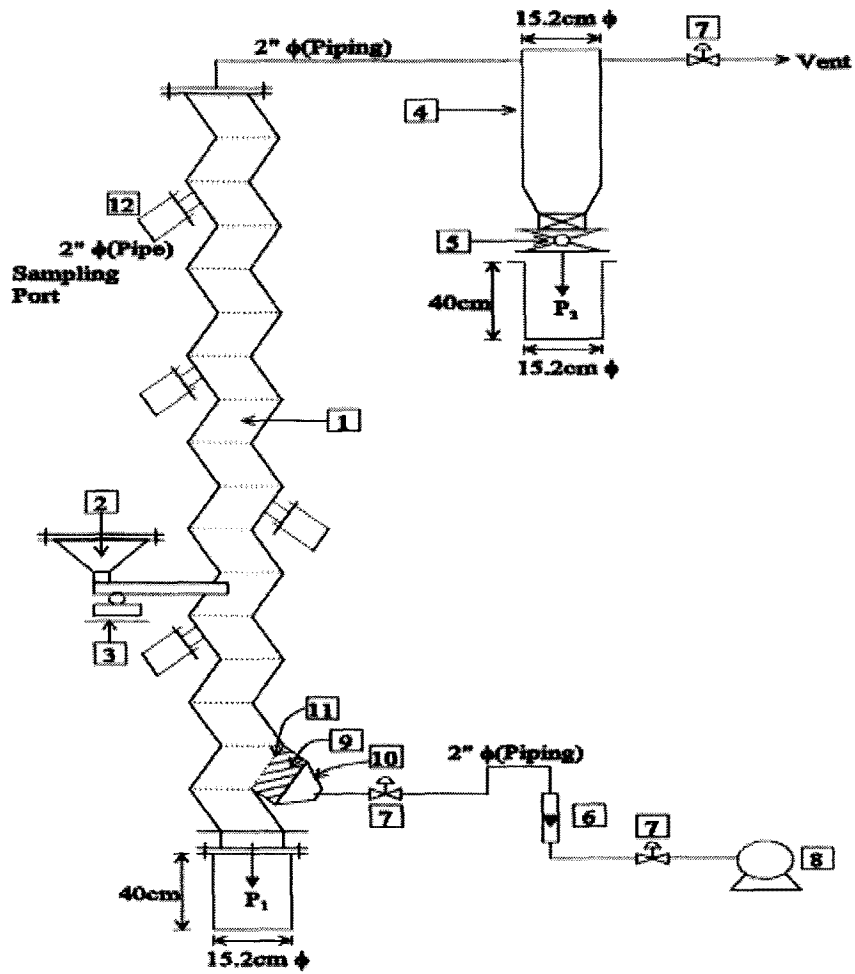 15.2cm ϕ
7
2" ϕ(Piping)
Vent
4
12
5
2" ϕ(Pipe)
Sampling
Port
40cm
P₂
15.2cm ϕ
1
2
3
11
9
10
2" ϕ(Piping)
7
6
7
8
40cm
P₁
15.2cm ϕ